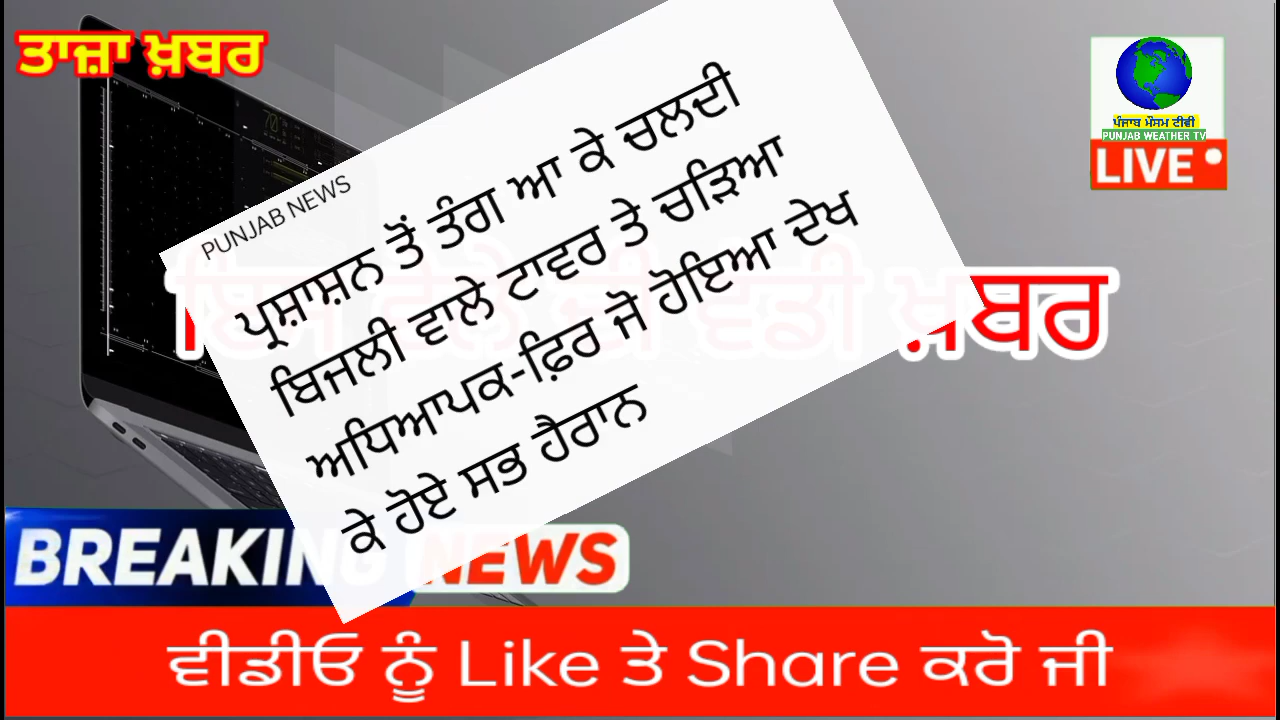 ਤਾਜ਼ਾ ਖ਼ਬਰ
ਪੰਜਾਬ ਮੌਸਮ ਟੀਵੀ
PUNJAB WEATHER TV
LIVE
PUNJAB NEWS
ਪ੍ਰਸ਼ਾਸ਼ਨ ਤੋਂ ਤੰਗ ਆ ਕੇ ਚਲਦੀ
ਬਿਜਲੀ ਵਾਲੇ ਟਾਵਰ ਤੇ ਚੜਿਆ
ਅਧਿਆਪਕ-ਫ਼ਿਰ ਜੋ ਹੋਇਆ ਦੇਖ
ਕੇ ਹੋਏ ਸਭ ਹੈਰਾਨ
ਖ਼ਬਰ
BREAKING NEWS
ਵੀਡੀਓ ਨੂੰ Like ਤੇ Share ਕਰੋ ਜੀ